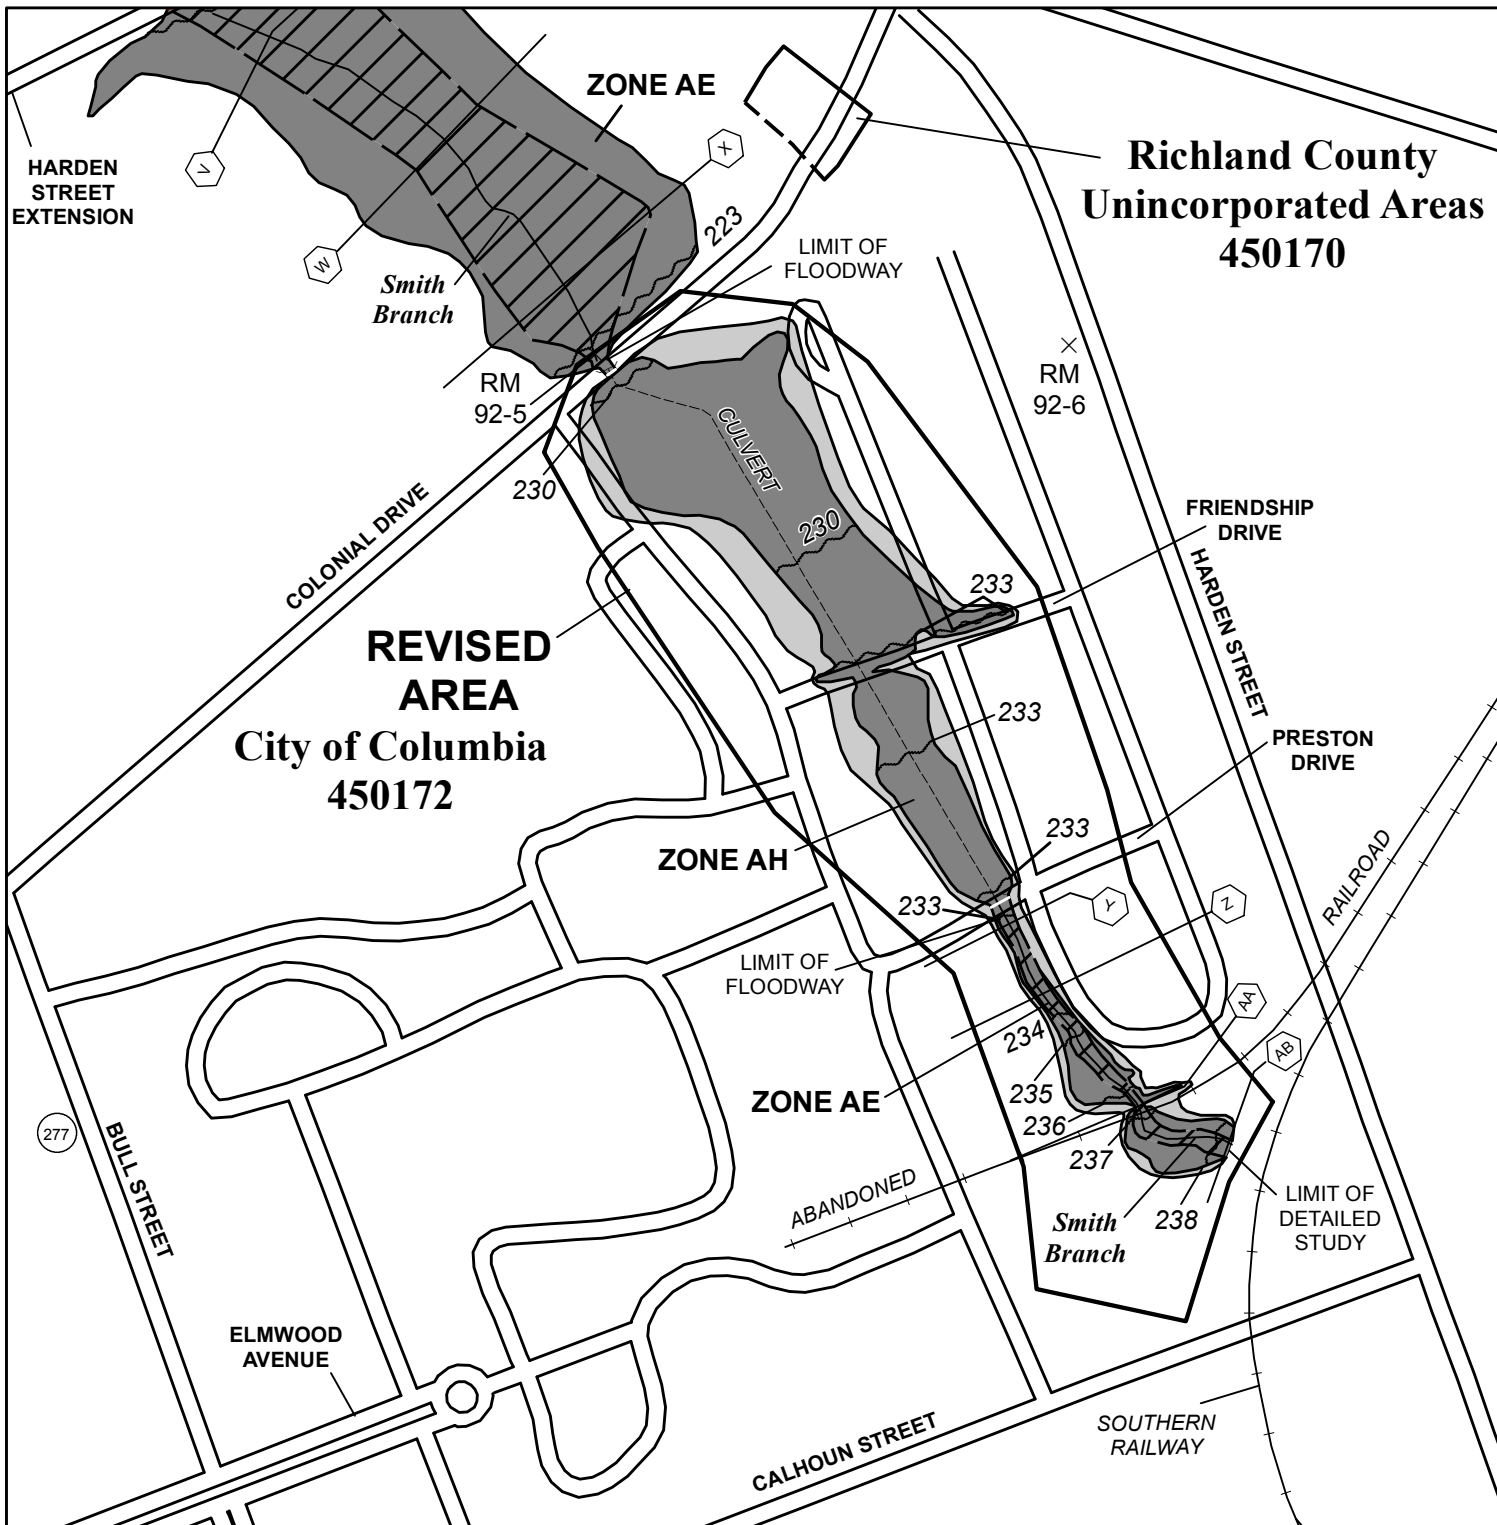 ZONE AE
HARDEN
STREET
EXTENSION
V
X
W
Smith
Branch
223
LIMIT OF
FLOODWAY
Richland County
Unincorporated Areas
450170
RM
92-5
RM
92-6
CULVERT
230
230
COLONIAL DRIVE
FRIENDSHIP
DRIVE
HARDEN STREET
233
REVISED
AREA
City of Columbia
450172
233
PRESTON
DRIVE
ZONE AH
233
233
Y
Z
RAILROAD
LIMIT OF
FLOODWAY
AA
AB
234
235
ZONE AE
236
237
277
BULL STREET
ABANDONED
Smith
Branch
238
LIMIT OF
DETAILED
STUDY
ELMWOOD
AVENUE
CALHOUN STREET
SOUTHERN
RAILWAY